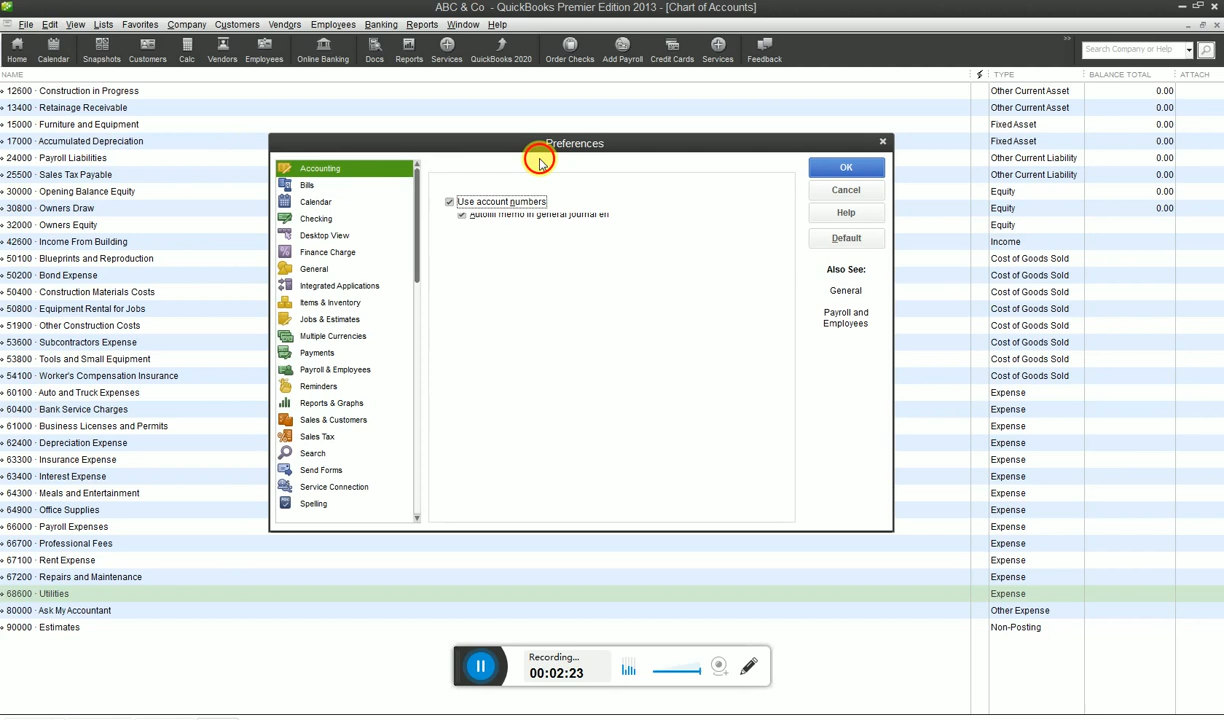 ABC & Co - QuickBooks Premier Edition 2013 - [Chart of Accounts]
File Edit View Lists Favorites Company Customers Vendors Employees Banking Reports Window Help
Home Calendar Snapshots Customers Calc Vendors Employees Online Banking Docs Reports Services QuickBooks 2020 Order Checks Add Payroll Credit Cards Services Feedback
Search Company or Help
NAME TYPE BALANCE TOTAL ATTACH
12600 · Construction in Progress Other Current Asset 0.00
13400 · Retainage Receivable Other Current Asset 0.00
15000 · Furniture and Equipment Fixed Asset 0.00
17000 · Accumulated Depreciation Fixed Asset 0.00
24000 · Payroll Liabilities Other Current Liability 0.00
25500 · Sales Tax Payable Other Current Liability 0.00
30000 · Opening Balance Equity Equity 0.00
30800 · Owners Draw Equity 0.00
32000 · Owners Equity Equity
42600 · Income From Building Income
50100 · Blueprints and Reproduction Cost of Goods Sold
50200 · Bond Expense Cost of Goods Sold
50400 · Construction Materials Costs Cost of Goods Sold
50800 · Equipment Rental for Jobs Cost of Goods Sold
51900 · Other Construction Costs Cost of Goods Sold
53600 · Subcontractors Expense Cost of Goods Sold
53800 · Tools and Small Equipment Cost of Goods Sold
54100 · Worker's Compensation Insurance Cost of Goods Sold
60100 · Auto and Truck Expenses Expense
60400 · Bank Service Charges Expense
61000 · Business Licenses and Permits Expense
62400 · Depreciation Expense Expense
63300 · Insurance Expense Expense
63400 · Interest Expense Expense
64300 · Meals and Entertainment Expense
64900 · Office Supplies Expense
66000 · Payroll Expenses Expense
66700 · Professional Fees Expense
67100 · Rent Expense Expense
67200 · Repairs and Maintenance Expense
68600 · Utilities Expense
80000 · Ask My Accountant Other Expense
90000 · Estimates Non-Posting
Preferences
Accounting
Bills
Calendar
Checking
Desktop View
Finance Charge
General
Integrated Applications
Items & Inventory
Jobs & Estimates
Multiple Currencies
Payments
Payroll & Employees
Reminders
Reports & Graphs
Sales & Customers
Sales Tax
Search
Send Forms
Service Connection
Spelling
Use account numbers
Autofill memo in general journal en
OK
Cancel
Help
Default
Also See:
General
Payroll and
Employees
Recording...
00:02:23